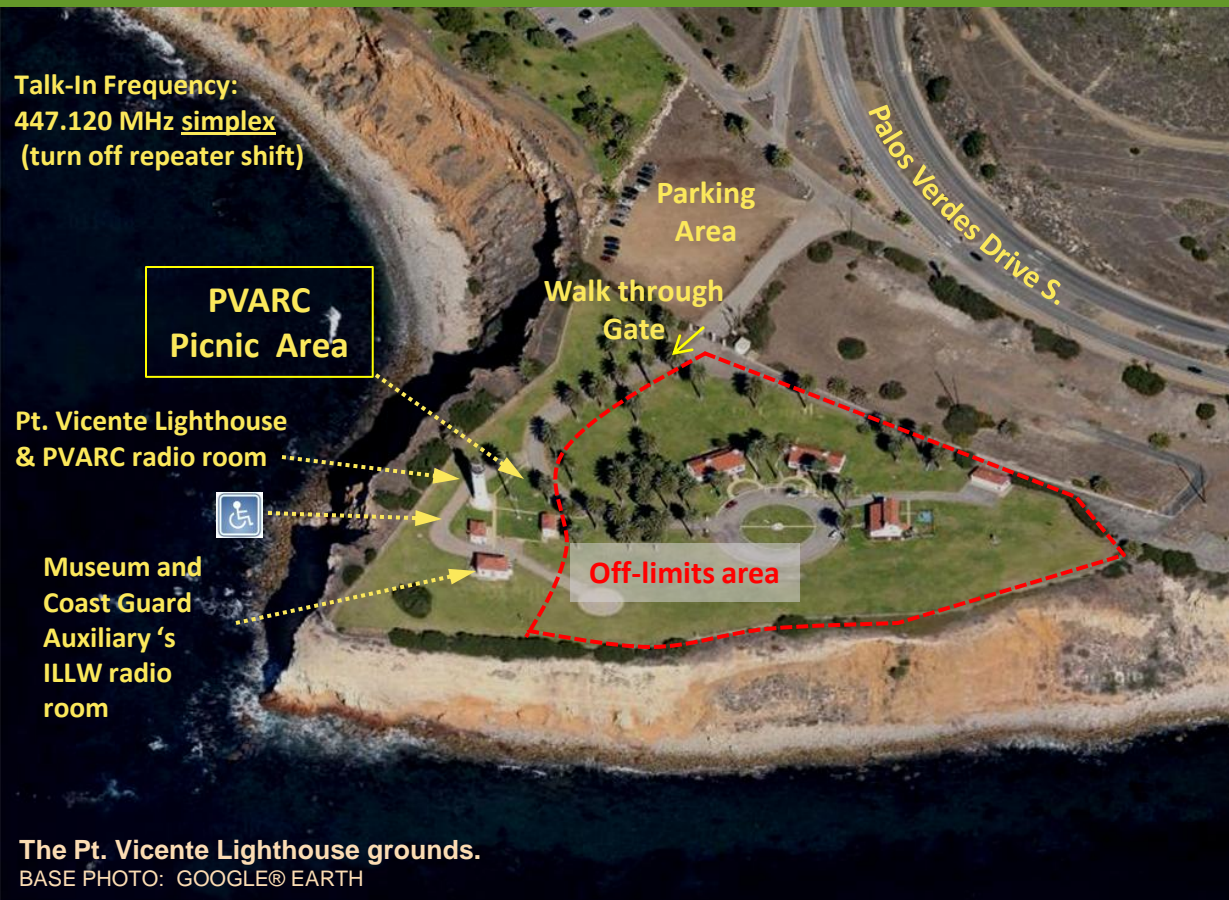 Talk-In Frequency:
447.120 MHz simplex
(turn off repeater shift)
Palos Verdes Drive S.
Parking
Area
Walk through
Gate
PVARC
Picnic Area
Pt. Vicente Lighthouse
& PVARC radio room
Museum and
Coast Guard
Auxiliary ‘s
ILLW radio
room
Off-limits area
The Pt. Vicente Lighthouse grounds.
BASE PHOTO: GOOGLE® EARTH